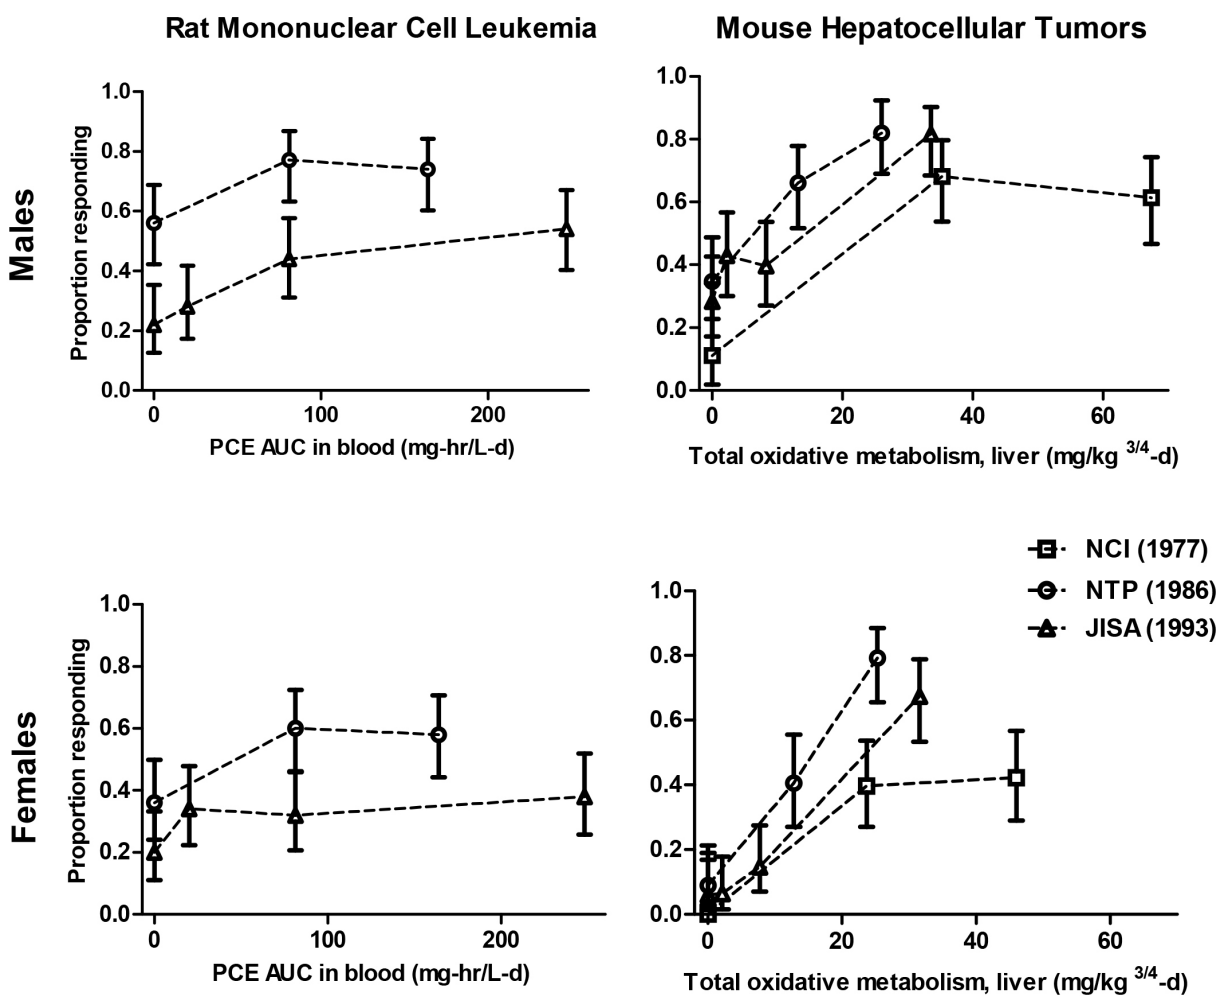 Rat Mononuclear Cell Leukemia
Mouse Hepatocellular Tumors
Males
Proportion responding
1.0
0.8
0.6
0.4
0.2
0.0
0 100 200
PCE AUC in blood (mg-hr/L-d)
1.0
0.8
0.6
0.4
0.2
0.0
0 20 40 60
Total oxidative metabolism, liver (mg/kg 3/4-d)
NCI (1977)
NTP (1986)
JISA (1993)
Females
Proportion responding
1.0
0.8
0.6
0.4
0.2
0.0
0 100 200
PCE AUC in blood (mg-hr/L-d)
1.0
0.8
0.6
0.4
0.2
0.0
0 20 40 60
Total oxidative metabolism, liver (mg/kg 3/4-d)